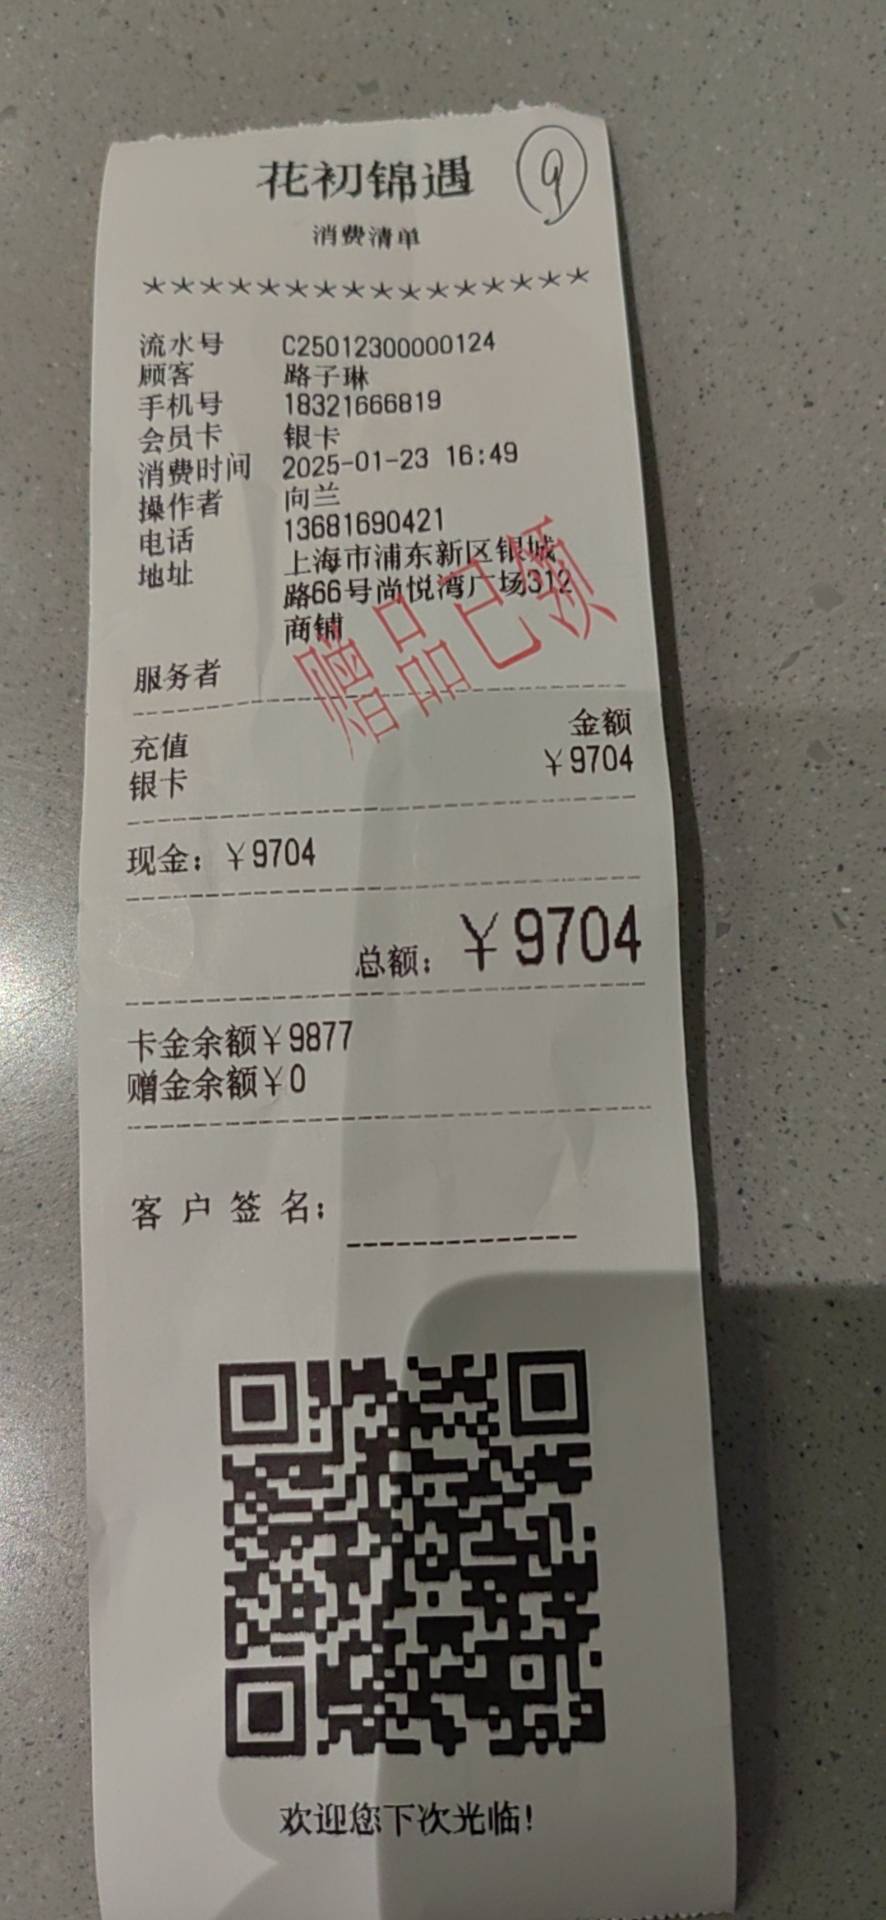 花初锦遇
9
消费清单
****************
流水号 C25012300000124
顾客 路子琳
手机号 18321666819
会员卡 银卡
消费时间 2025-01-23 16:49
操作者 向兰
电话 13681690421
地址 上海市浦东新区银城
路66号尚悦湾广场312
商铺
赠品已领
服务者
充值 金额
银卡 ￥9704
现金：￥9704
总额：￥9704
卡金余额￥9877
赠金余额￥0
客户签名：
欢迎您下次光临！